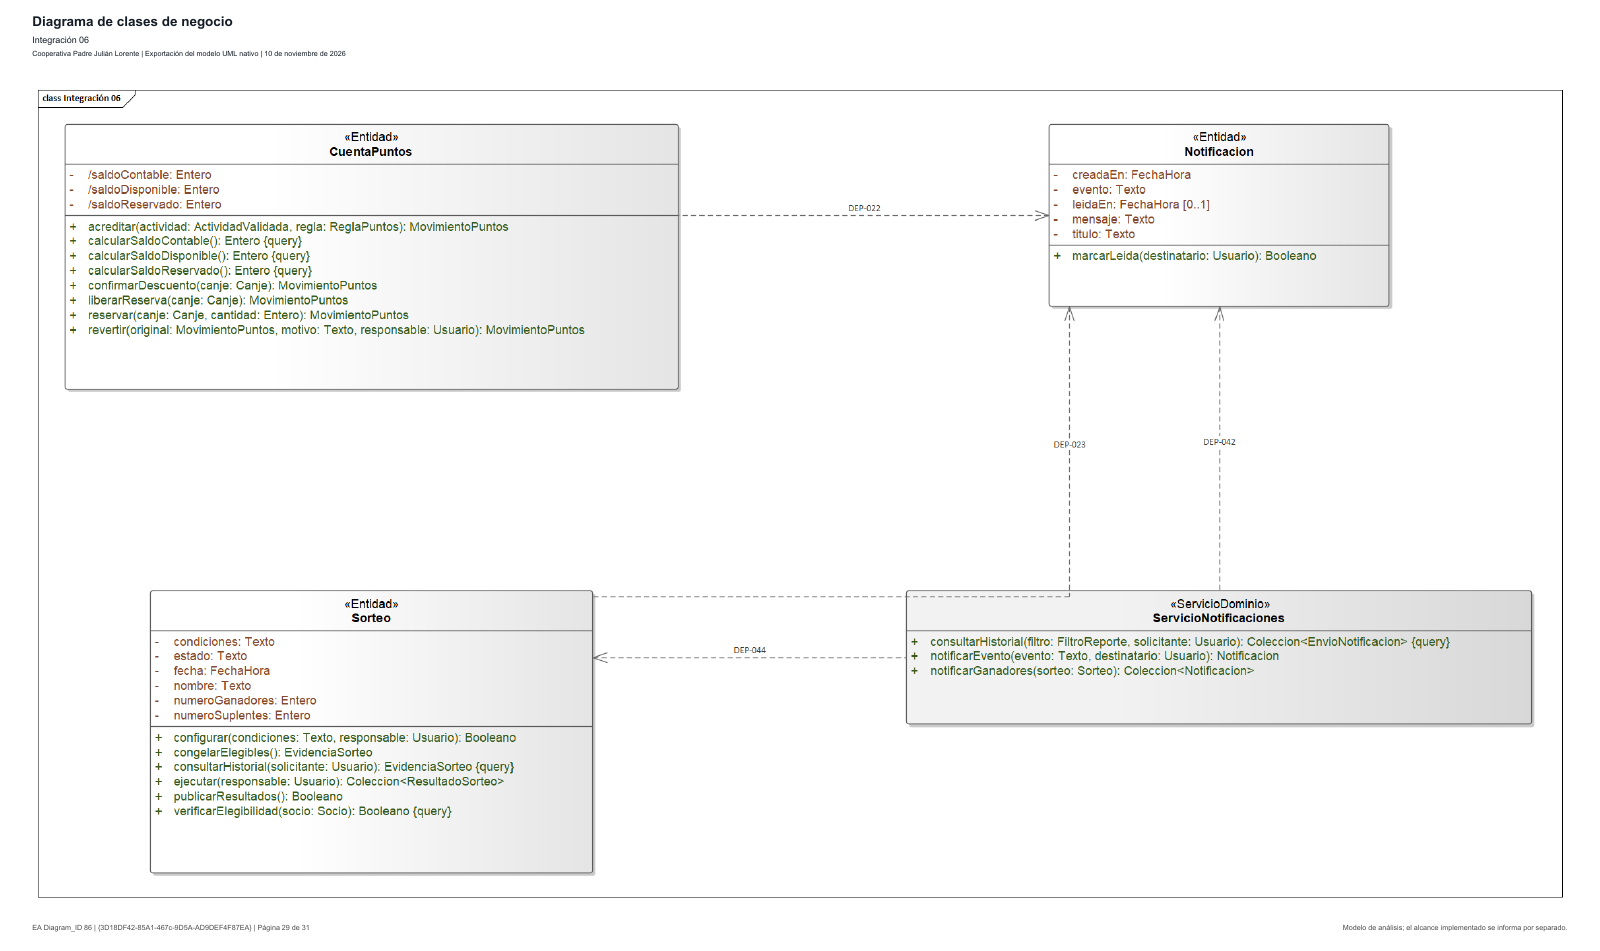 Diagrama de clases de negocio
Integración 06
Cooperativa Padre Julián Lorente | Exportación del modelo UML nativo | 10 de noviembre de 2026
class Integración 06
«Entidad»
CuentaPuntos
- /saldoContable: Entero
- /saldoDisponible: Entero
- /saldoReservado: Entero
+ acreditar(actividad: ActividadValidada, regla: ReglaPuntos): MovimientoPuntos
+ calcularSaldoContable(): Entero {query}
+ calcularSaldoDisponible(): Entero {query}
+ calcularSaldoReservado(): Entero {query}
+ confirmarDescuento(canje: Canje): MovimientoPuntos
+ liberarReserva(canje: Canje): MovimientoPuntos
+ reservar(canje: Canje, cantidad: Entero): MovimientoPuntos
+ revertir(original: MovimientoPuntos, motivo: Texto, responsable: Usuario): MovimientoPuntos
DEP-022
«Entidad»
Notificacion
- creadaEn: FechaHora
- evento: Texto
- leidaEn: FechaHora [0..1]
- mensaje: Texto
- titulo: Texto
+ marcarLeida(destinatario: Usuario): Booleano
DEP-023
DEP-042
«Entidad»
Sorteo
- condiciones: Texto
- estado: Texto
- fecha: FechaHora
- nombre: Texto
- numeroGanadores: Entero
- numeroSuplentes: Entero
+ configurar(condiciones: Texto, responsable: Usuario): Booleano
+ congelarElegibles(): EvidenciaSorteo
+ consultarHistorial(solicitante: Usuario): EvidenciaSorteo {query}
+ ejecutar(responsable: Usuario): Coleccion<ResultadoSorteo>
+ publicarResultados(): Booleano
+ verificarElegibilidad(socio: Socio): Booleano {query}
DEP-044
«ServicioDominio»
ServicioNotificaciones
+ consultarHistorial(filtro: FiltroReporte, solicitante: Usuario): Coleccion<EnvioNotificacion> {query}
+ notificarEvento(evento: Texto, destinatario: Usuario): Notificacion
+ notificarGanadores(sorteo: Sorteo): Coleccion<Notificacion>
EA Diagram_ID 86 | {3D18DF42-85A1-467c-9D5A-AD9DEF4F87EA} | Página 29 de 31
Modelo de análisis; el alcance implementado se informa por separado.